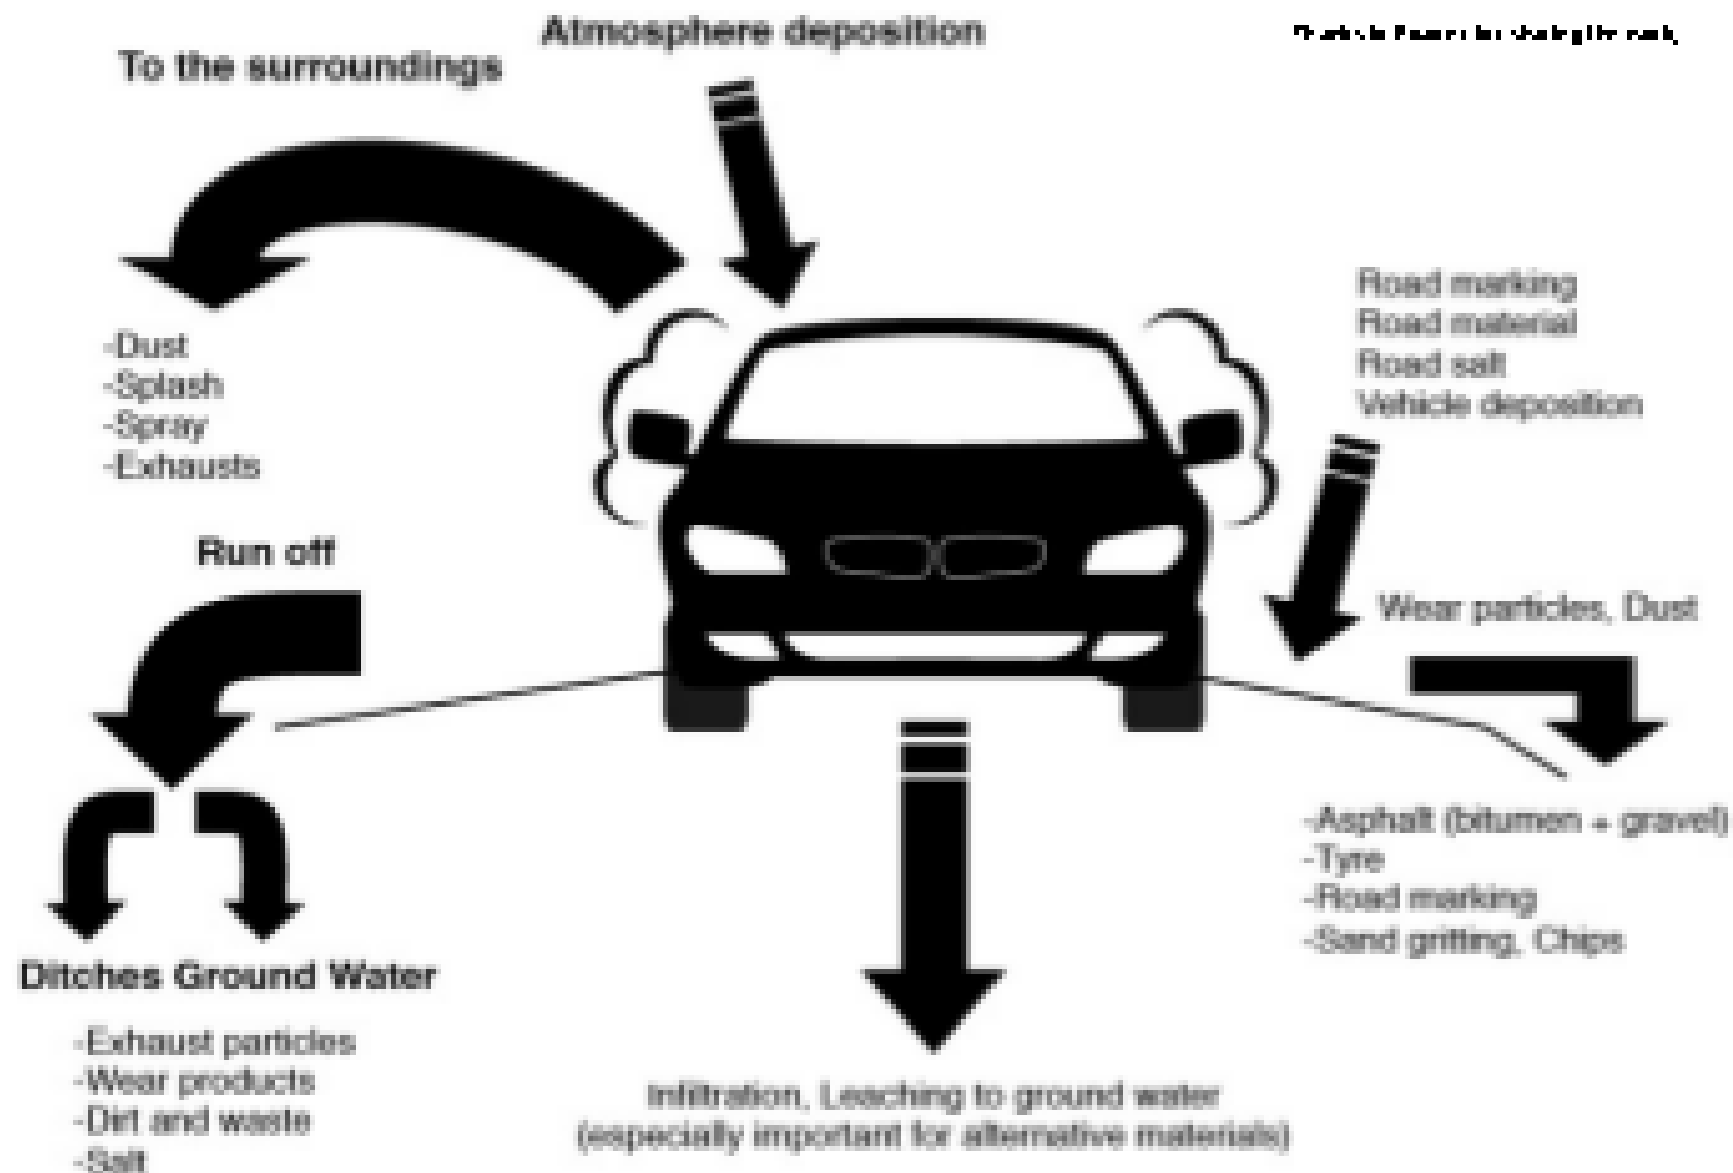 Atmosphere deposition
To the surroundings
-Dust
-Splash
-Spray
-Exhausts
Road marking
Road material
Road salt
Vehicle deposition
Run off
Wear particles, Dust
-Asphalt (bitumen + gravel)
-Tyre
-Road marking
-Sand gritting, Chips
Ditches Ground Water
-Exhaust particles
-Wear products
-Dirt and waste
-Salt
Infiltration, Leaching to ground water
(especially important for alternative materials)